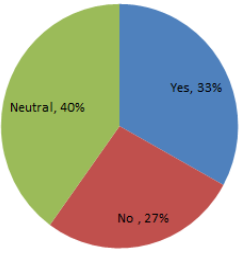 Yes, 33%
Neutral, 40%
No , 27%